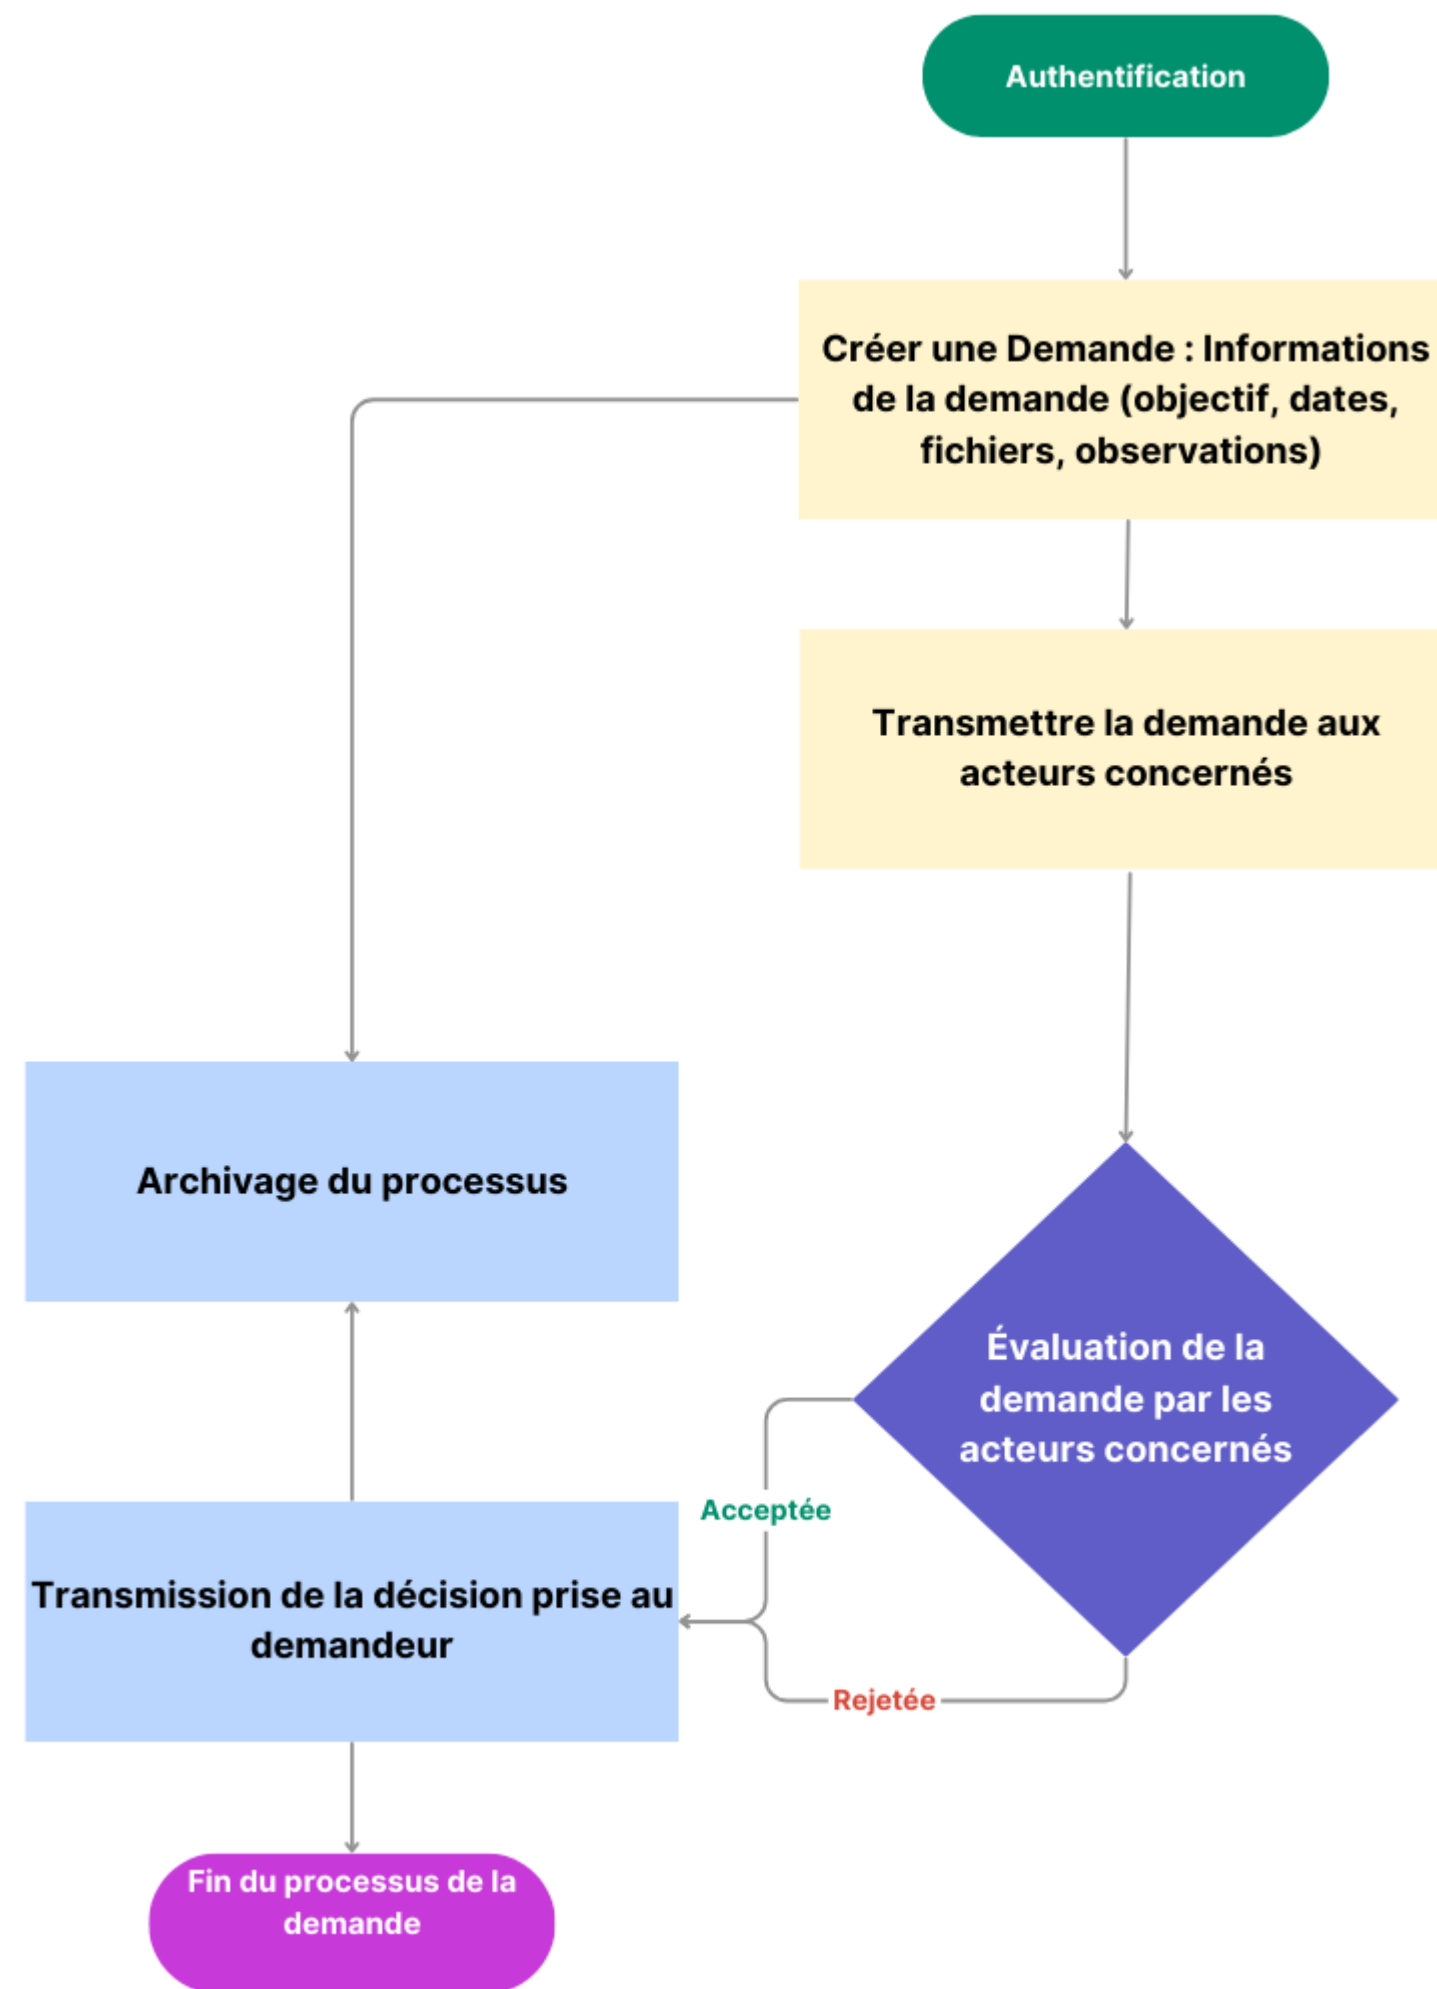 Authentification
Créer une Demande : Informations
de la demande (objectif, dates,
fichiers, observations)
Transmettre la demande aux
acteurs concernés
Archivage du processus
Évaluation de la
demande par les
acteurs concernés
Acceptée
Transmission de la décision prise au
demandeur
Rejetée
Fin du processus de la
demande